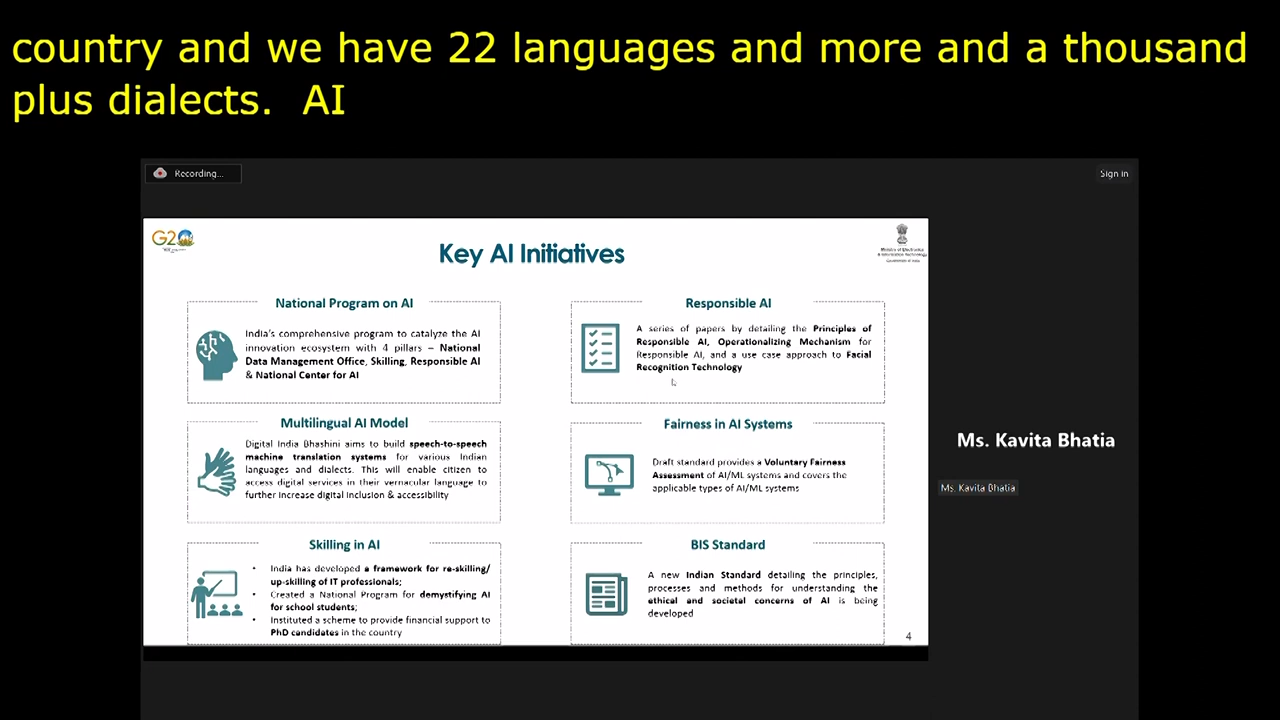 country and we have 22 languages and more and a thousand
plus dialects.  AI
Recording...
Sign in
G20
Key AI Initiatives
Ministry of Electronics
& Information Technology
Government of India
National Program on AI
India's comprehensive program to catalyze the AI
innovation ecosystem with 4 pillars – National
Data Management Office, Skilling, Responsible AI
& National Center for AI
Responsible AI
A series of papers by detailing the Principles of
Responsible AI, Operationalizing Mechanism for
Responsible AI, and a use case approach to Facial
Recognition Technology
Multilingual AI Model
Digital India Bhashini aims to build speech-to-speech
machine translation systems for various Indian
languages and dialects. This will enable citizen to
access digital services in their vernacular language to
further increase digital inclusion & accessibility
Fairness in AI Systems
Draft standard provides a Voluntary Fairness
Assessment of AI/ML systems and covers the
applicable types of AI/ML systems
Skilling in AI
• India has developed a framework for re-skilling/
up-skilling of IT professionals;
• Created a National Program for demystifying AI
for school students;
• Instituted a scheme to provide financial support to
PhD candidates in the country
BIS Standard
A new Indian Standard detailing the principles,
processes and methods for understanding the
ethical and societal concerns of AI is being
developed
4
Ms. Kavita Bhatia
Ms. Kavita Bhatia